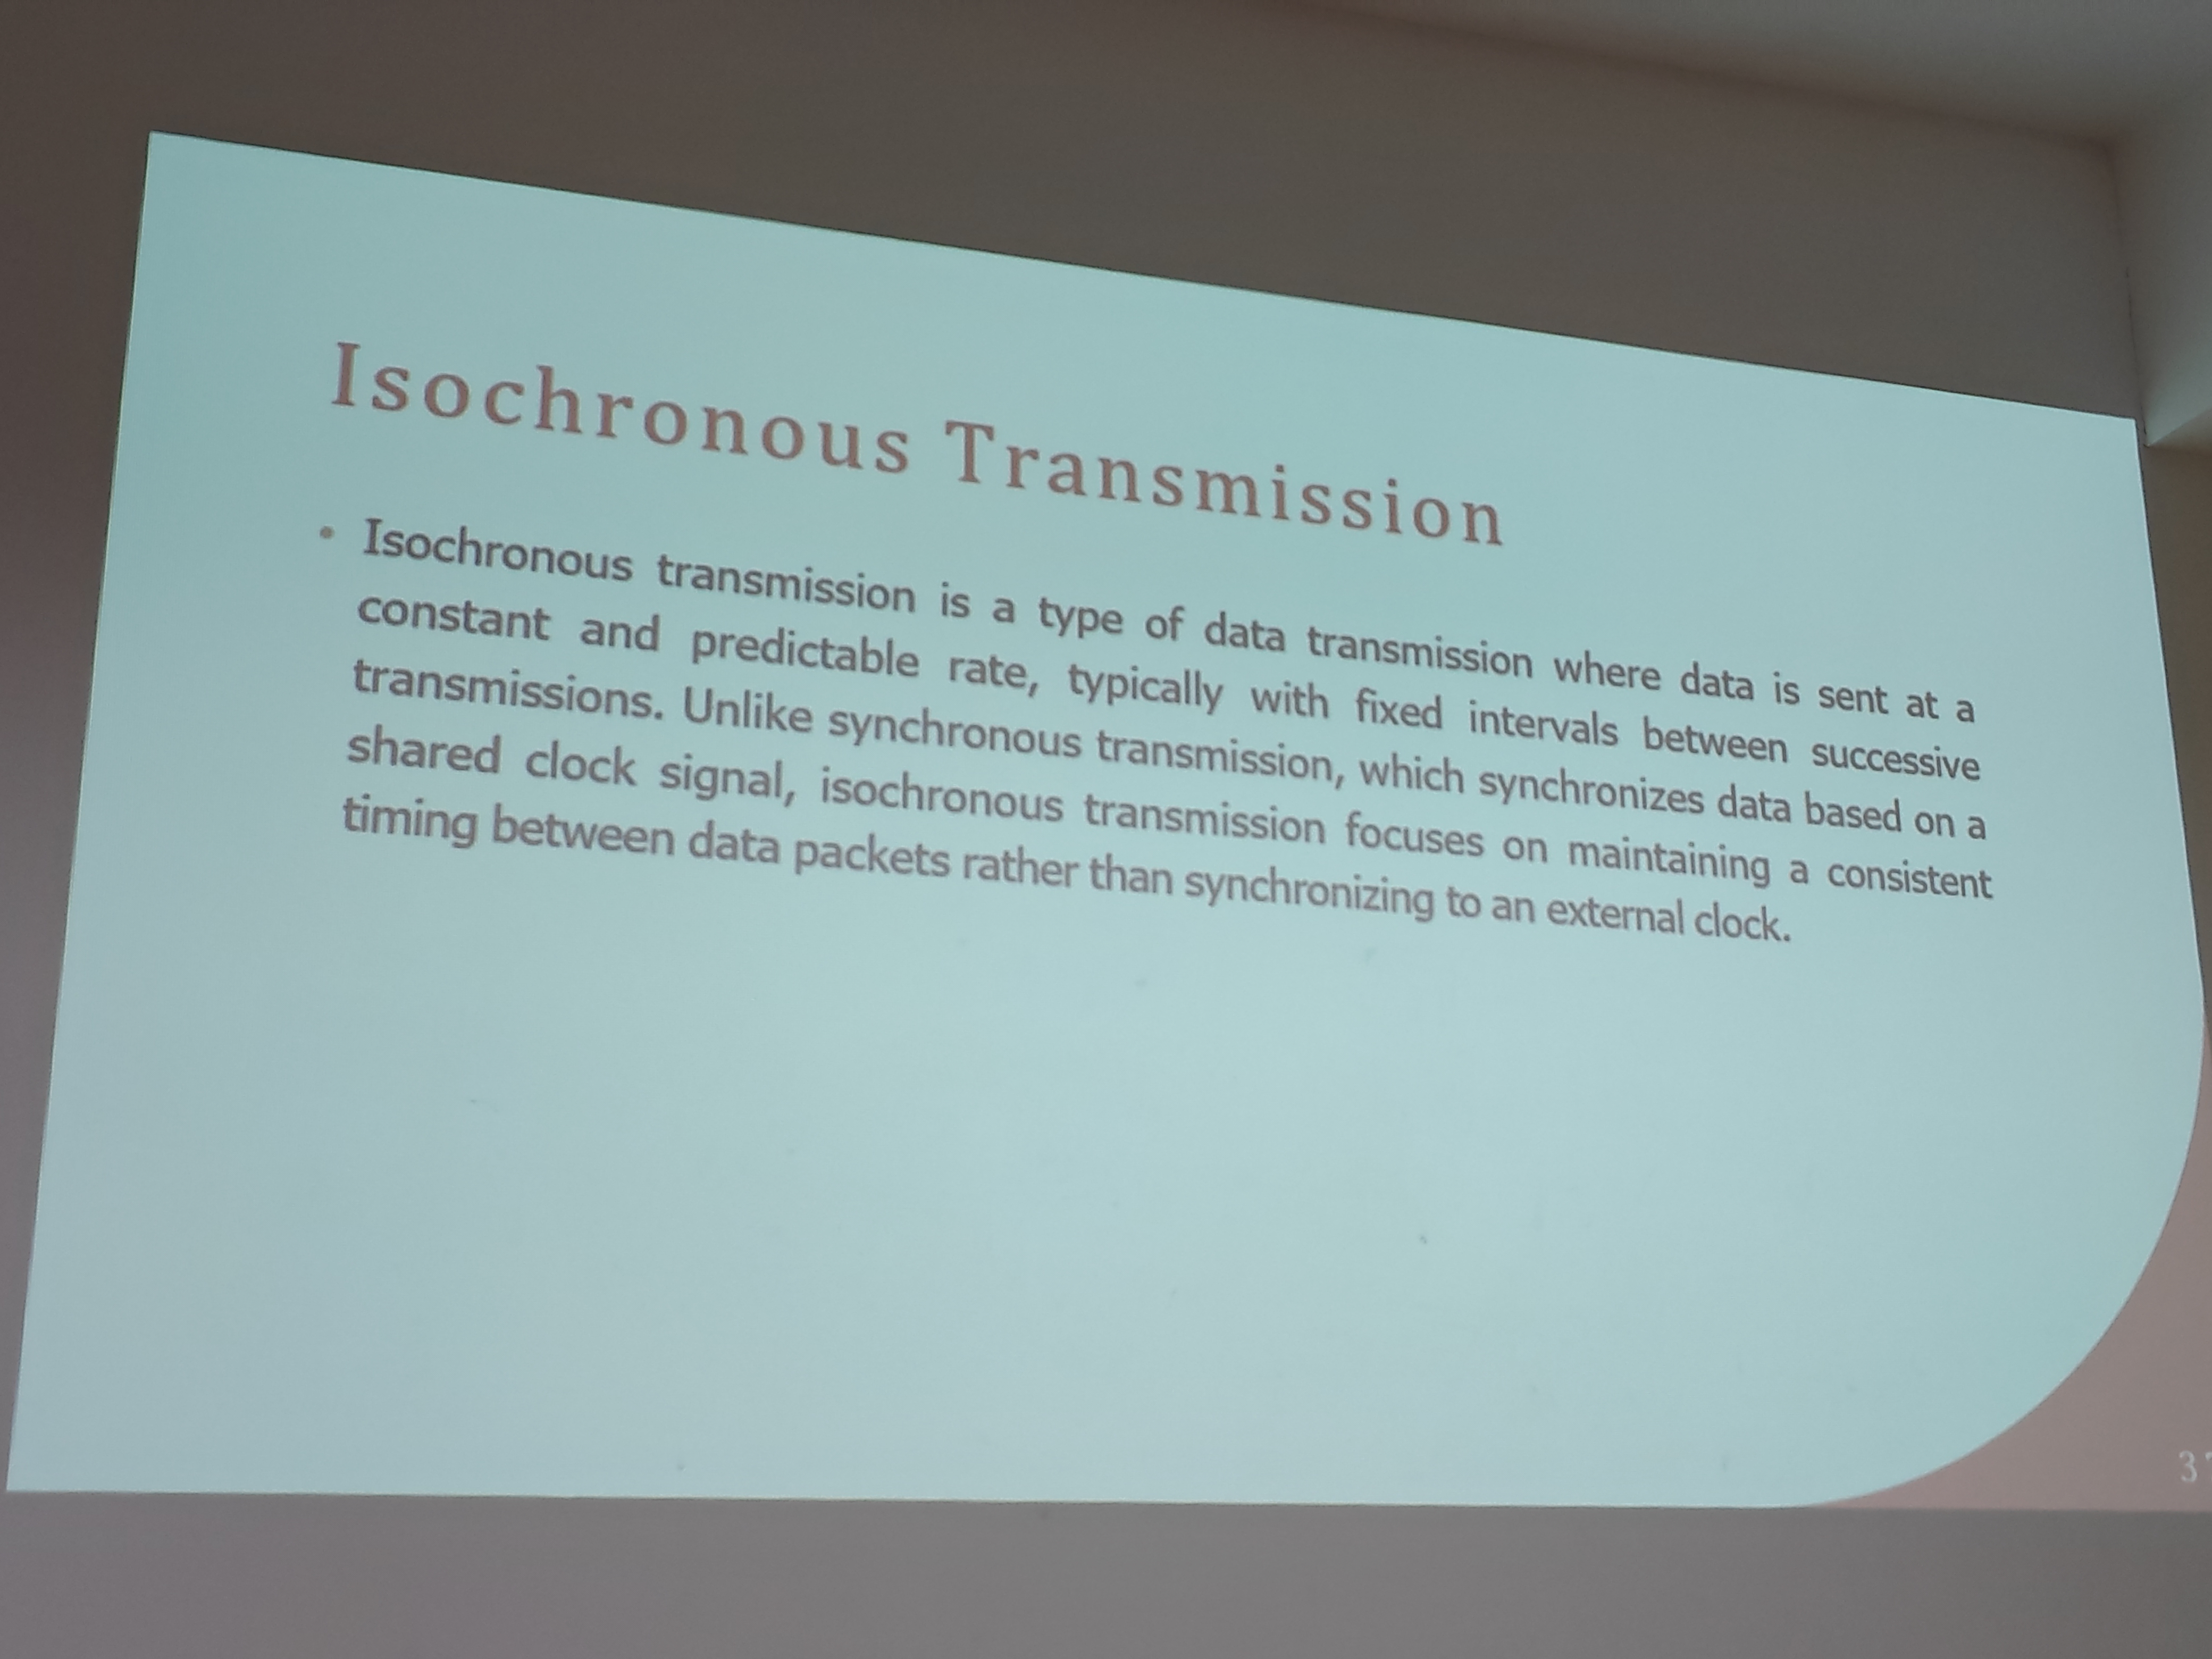 Isochronous Transmission
• Isochronous transmission is a type of data transmission where data is sent at a
constant and predictable rate, typically with fixed intervals between successive
transmissions. Unlike synchronous transmission, which synchronizes data based on a
shared clock signal, isochronous transmission focuses on maintaining a consistent
timing between data packets rather than synchronizing to an external clock.